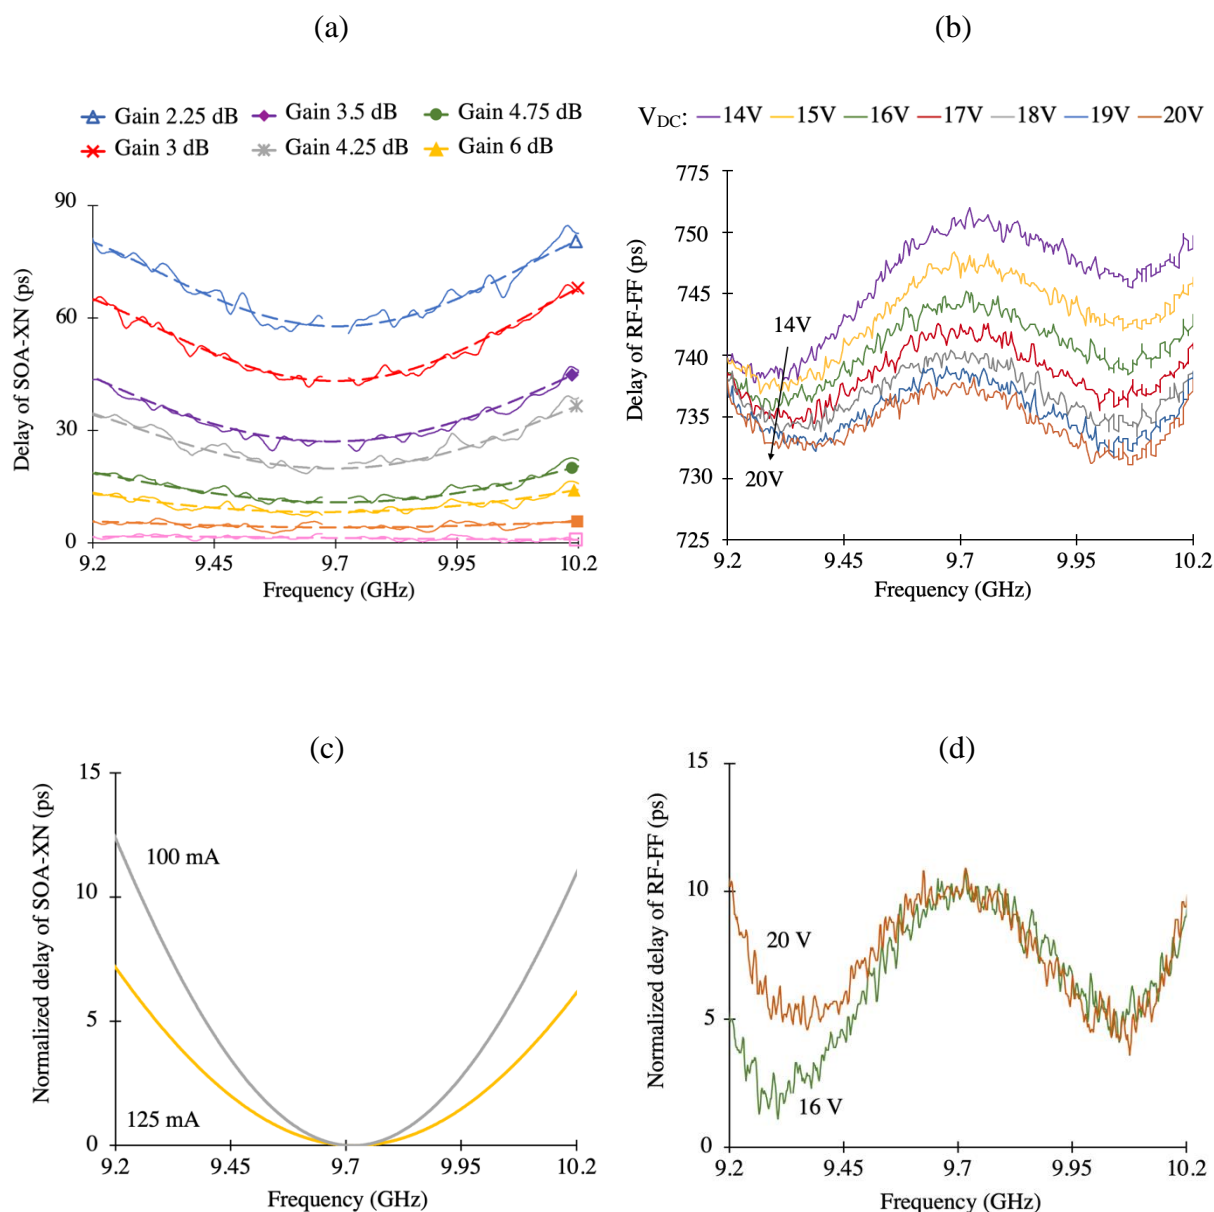 (a)
Gain 2.25 dB Gain 3.5 dB Gain 4.75 dB
Gain 3 dB Gain 4.25 dB Gain 6 dB
Delay of SOA-XN (ps)
90
60
30
0
9.2 9.45 9.7 9.95 10.2
Frequency (GHz)
(b)
VDC: 14V 15V 16V 17V 18V 19V 20V
Delay of RF-FF (ps)
775
750
745
740
735
730
725
14V
20V
9.2 9.45 9.7 9.95 10.2
Frequency (GHz)
(c)
Normalized delay of SOA-XN (ps)
15
10
5
0
100 mA
125 mA
9.2 9.45 9.7 9.95 10.2
Frequency (GHz)
(d)
Normalized delay of RF-FF (ps)
15
10
5
0
20 V
16 V
9.2 9.45 9.7 9.95 10.2
Frequency (GHz)